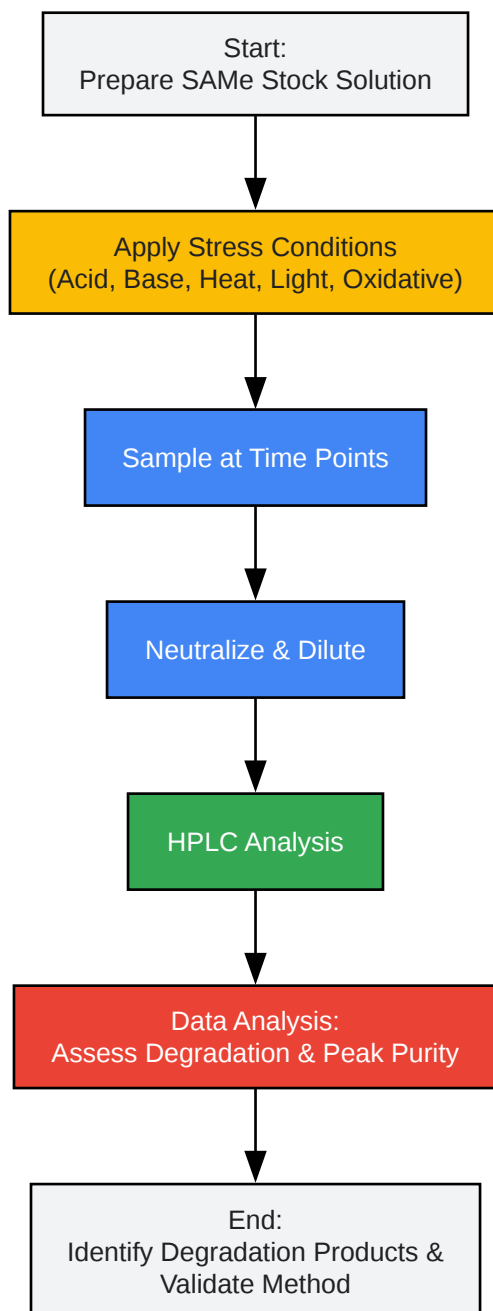 Start:
Prepare SAMe Stock Solution
Apply Stress Conditions
(Acid, Base, Heat, Light, Oxidative)
Sample at Time Points
Neutralize & Dilute
HPLC Analysis
Data Analysis:
Assess Degradation & Peak Purity
End:
Identify Degradation Products &
Validate Method